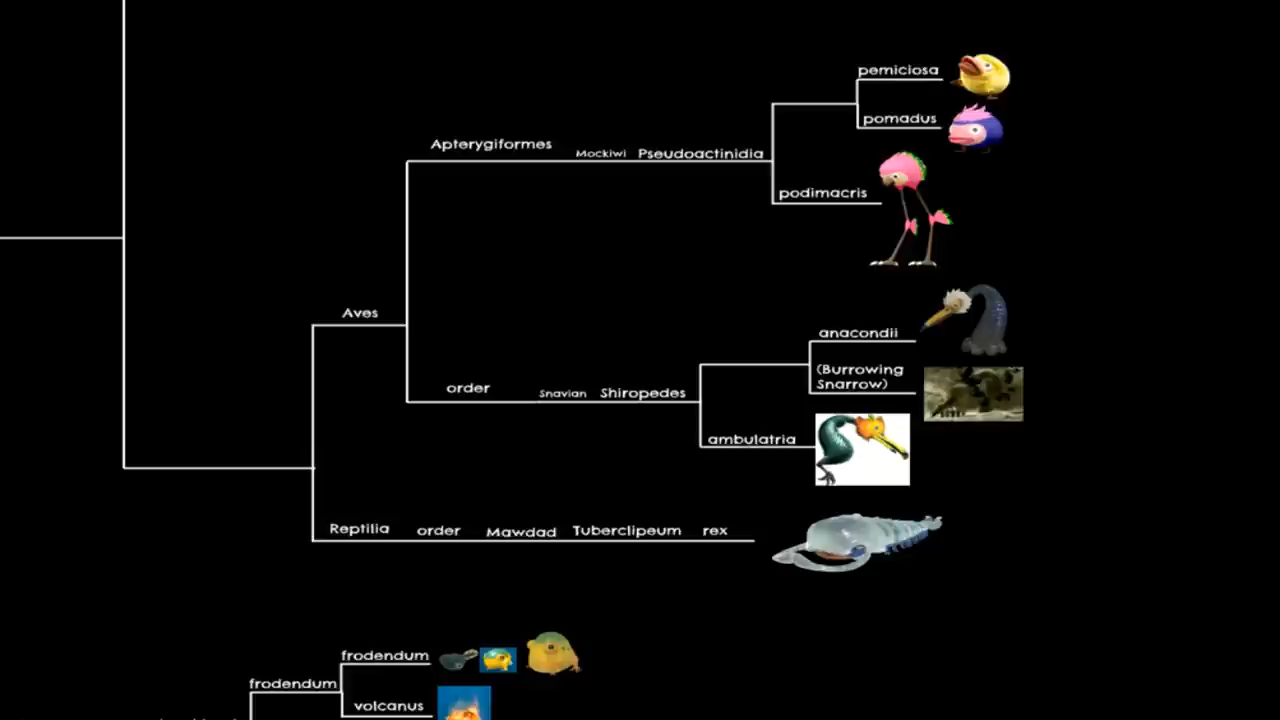 pemiciosa
pomadus
Apterygiformes Mockiwi Pseudoactinidia
podimacris
Aves
anacondii
(Burrowing
Snarrow)
order Snavian Shiropedes
ambulatria
Reptilia order Mawdad Tuberclipeum rex
frodendum
frodendum
volcanus